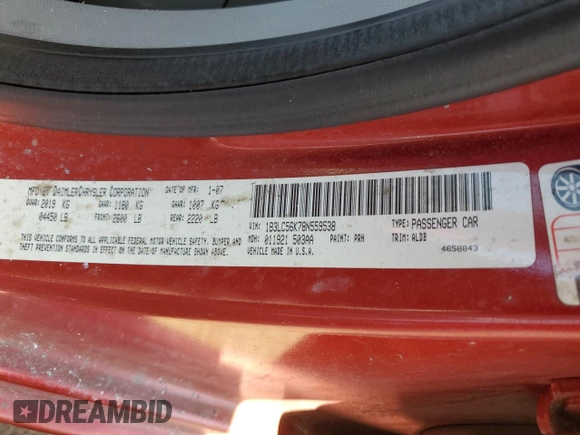 MFD BY DAIMLERCHRYSLER CORPORATION DATE OF MFR: 1-07
GVWR: 2019 KG GAWR: 1180 KG GAWR: 1007 KG
04450 LB FRONT: 2600 LB REAR: 2220 LB
THIS VEHICLE CONFORMS TO ALL APPLICABLE
FEDERAL MOTOR VEHICLE SAFETY, BUMPER, AND
THEFT PREVENTION STANDARDS IN EFFECT ON THE DATE OF MANUFACTURE SHOWN ABOVE.
VIN: 1B3LC56K78N559538 TYPE: PASSENGER CAR
MDH: 011921 503AA PAINT: PRH TRIM: ALDB
VEHICLE MADE IN U.S.A. 4658843
DREAMBID